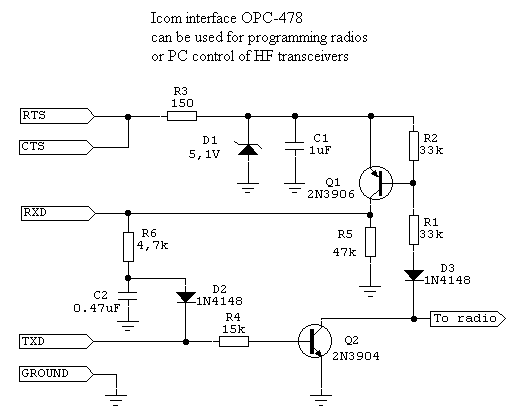 Icom interface OPC-478
can be used for programming radios
or PC control of HF transceivers
R3
150
RTS
CTS
D1
5,1V
C1
1uF
R2
33k
Q1
2N3906
RXD
R6
4,7k
R5
47k
R1
33k
D3
1N4148
C2
0.47uF
D2
1N4148
R4
15k
To radio
TXD
Q2
2N3904
GROUND